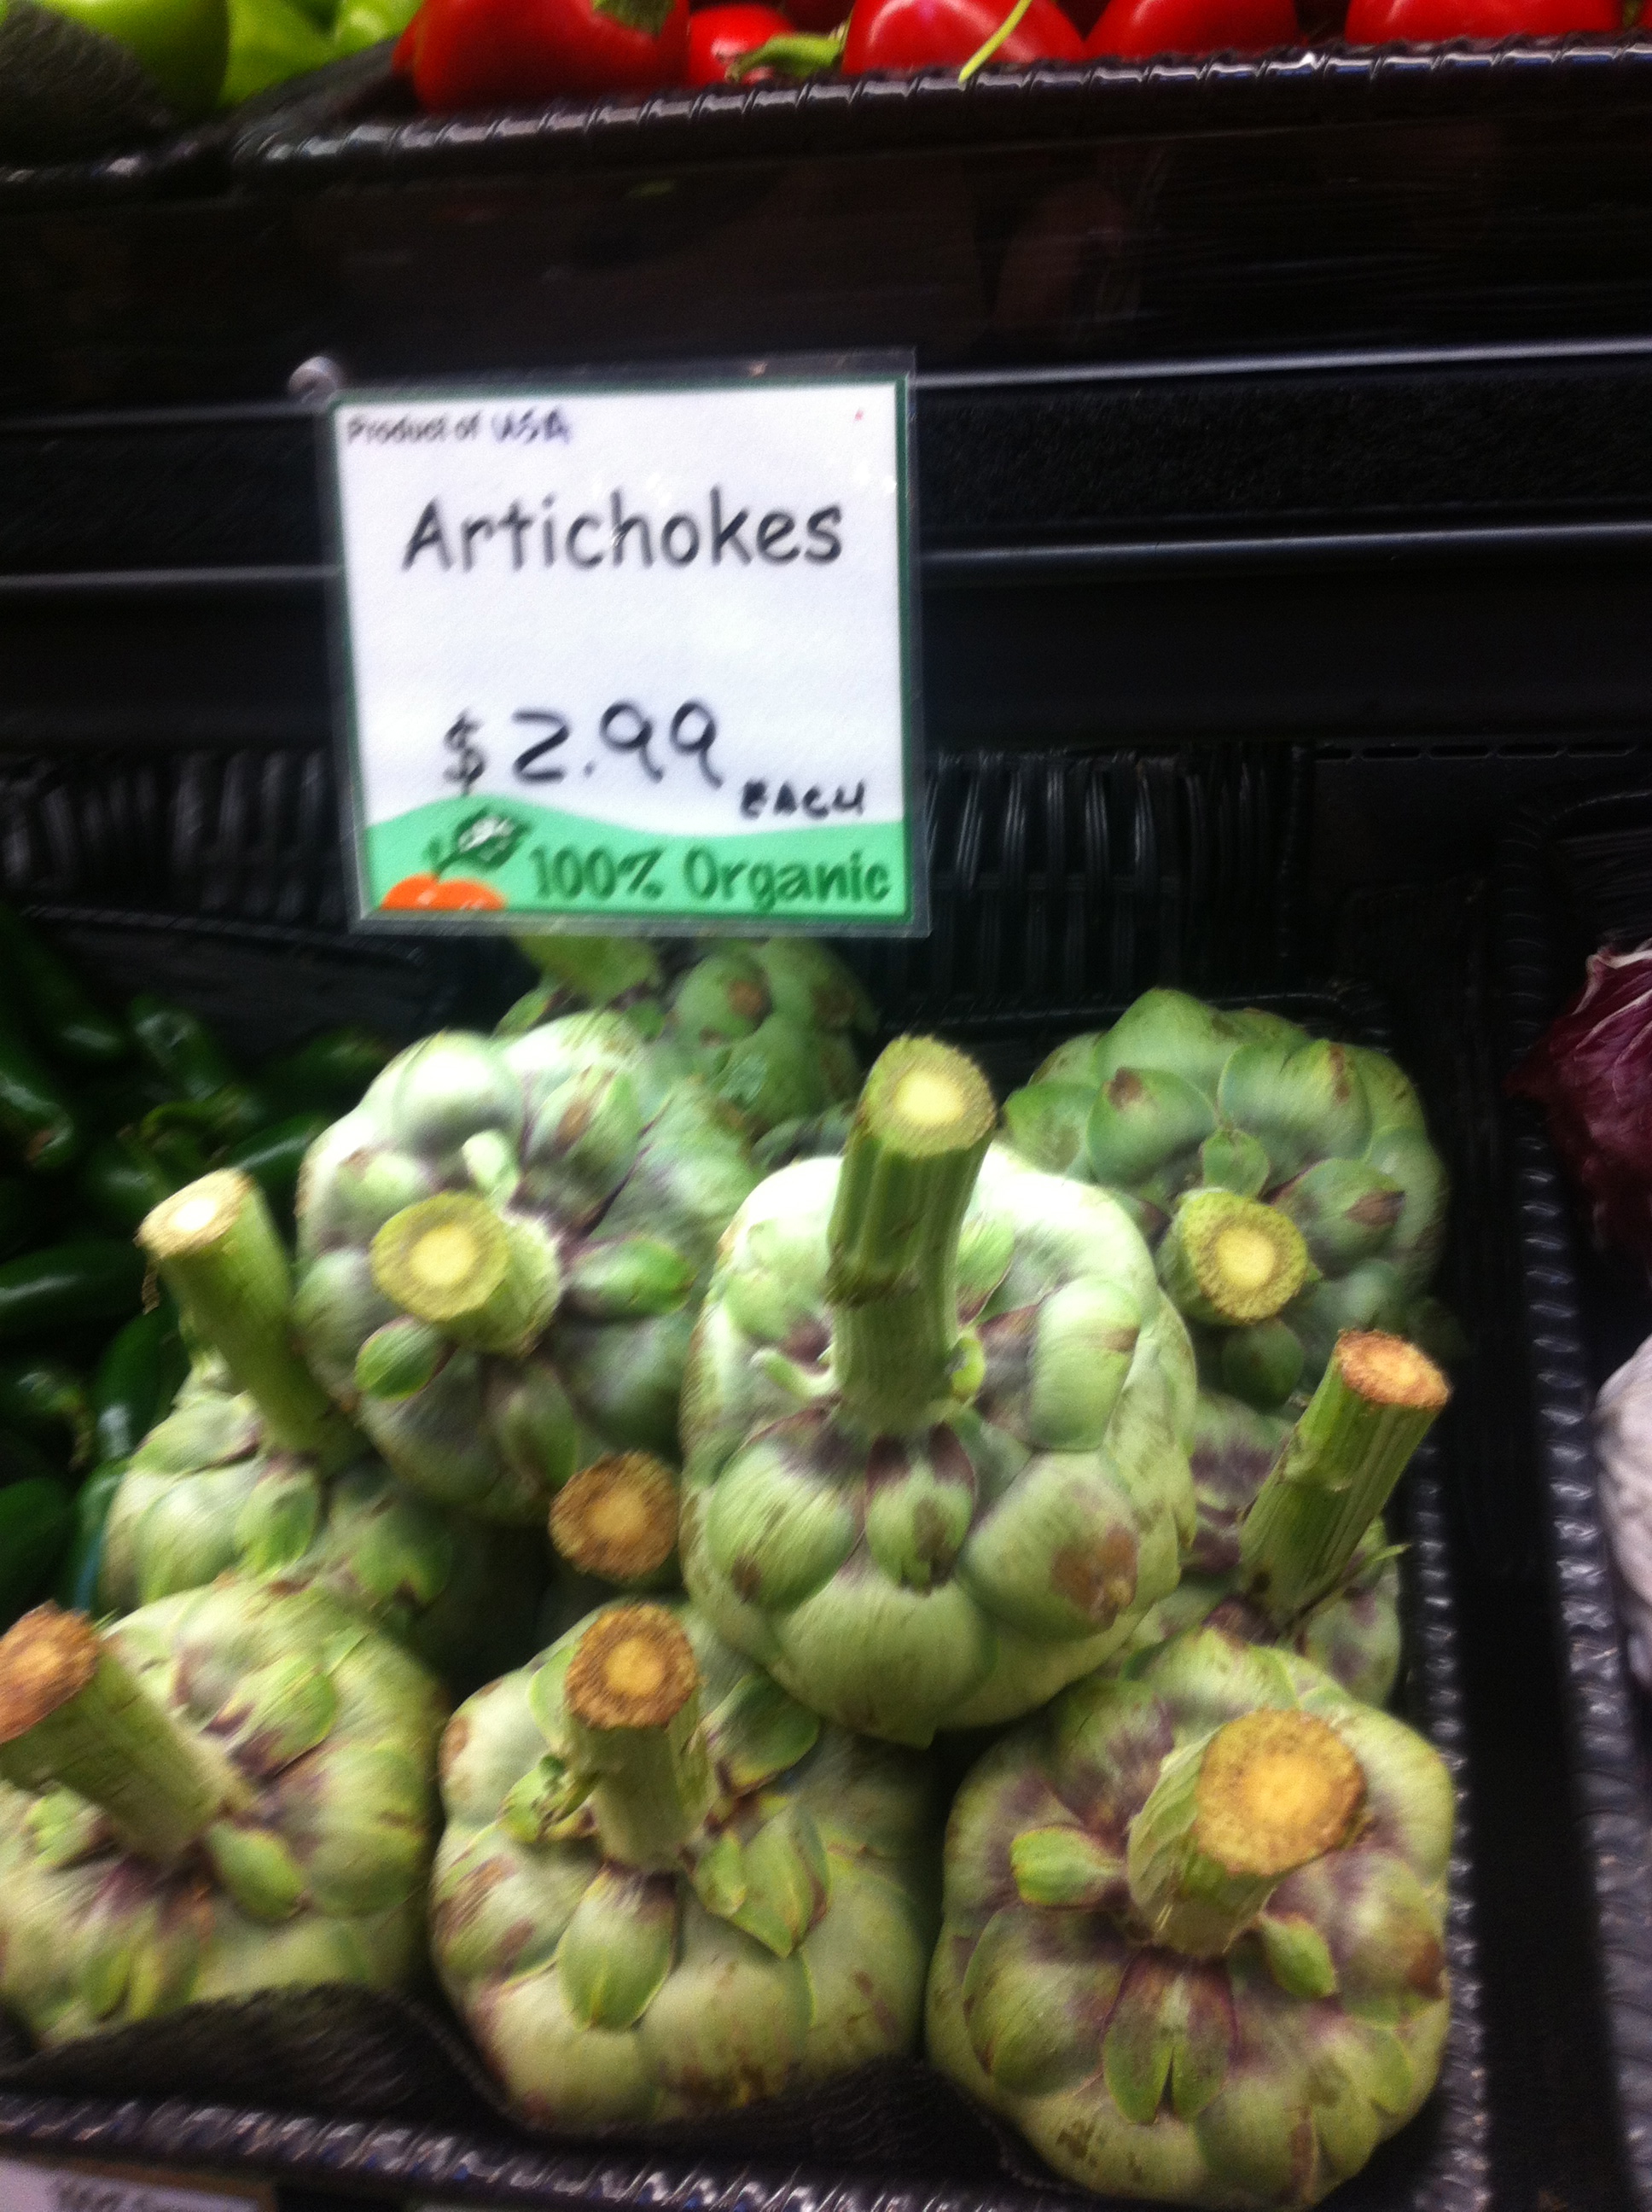 Product of USA
Artichokes
$2.99 EACH
100% Organic